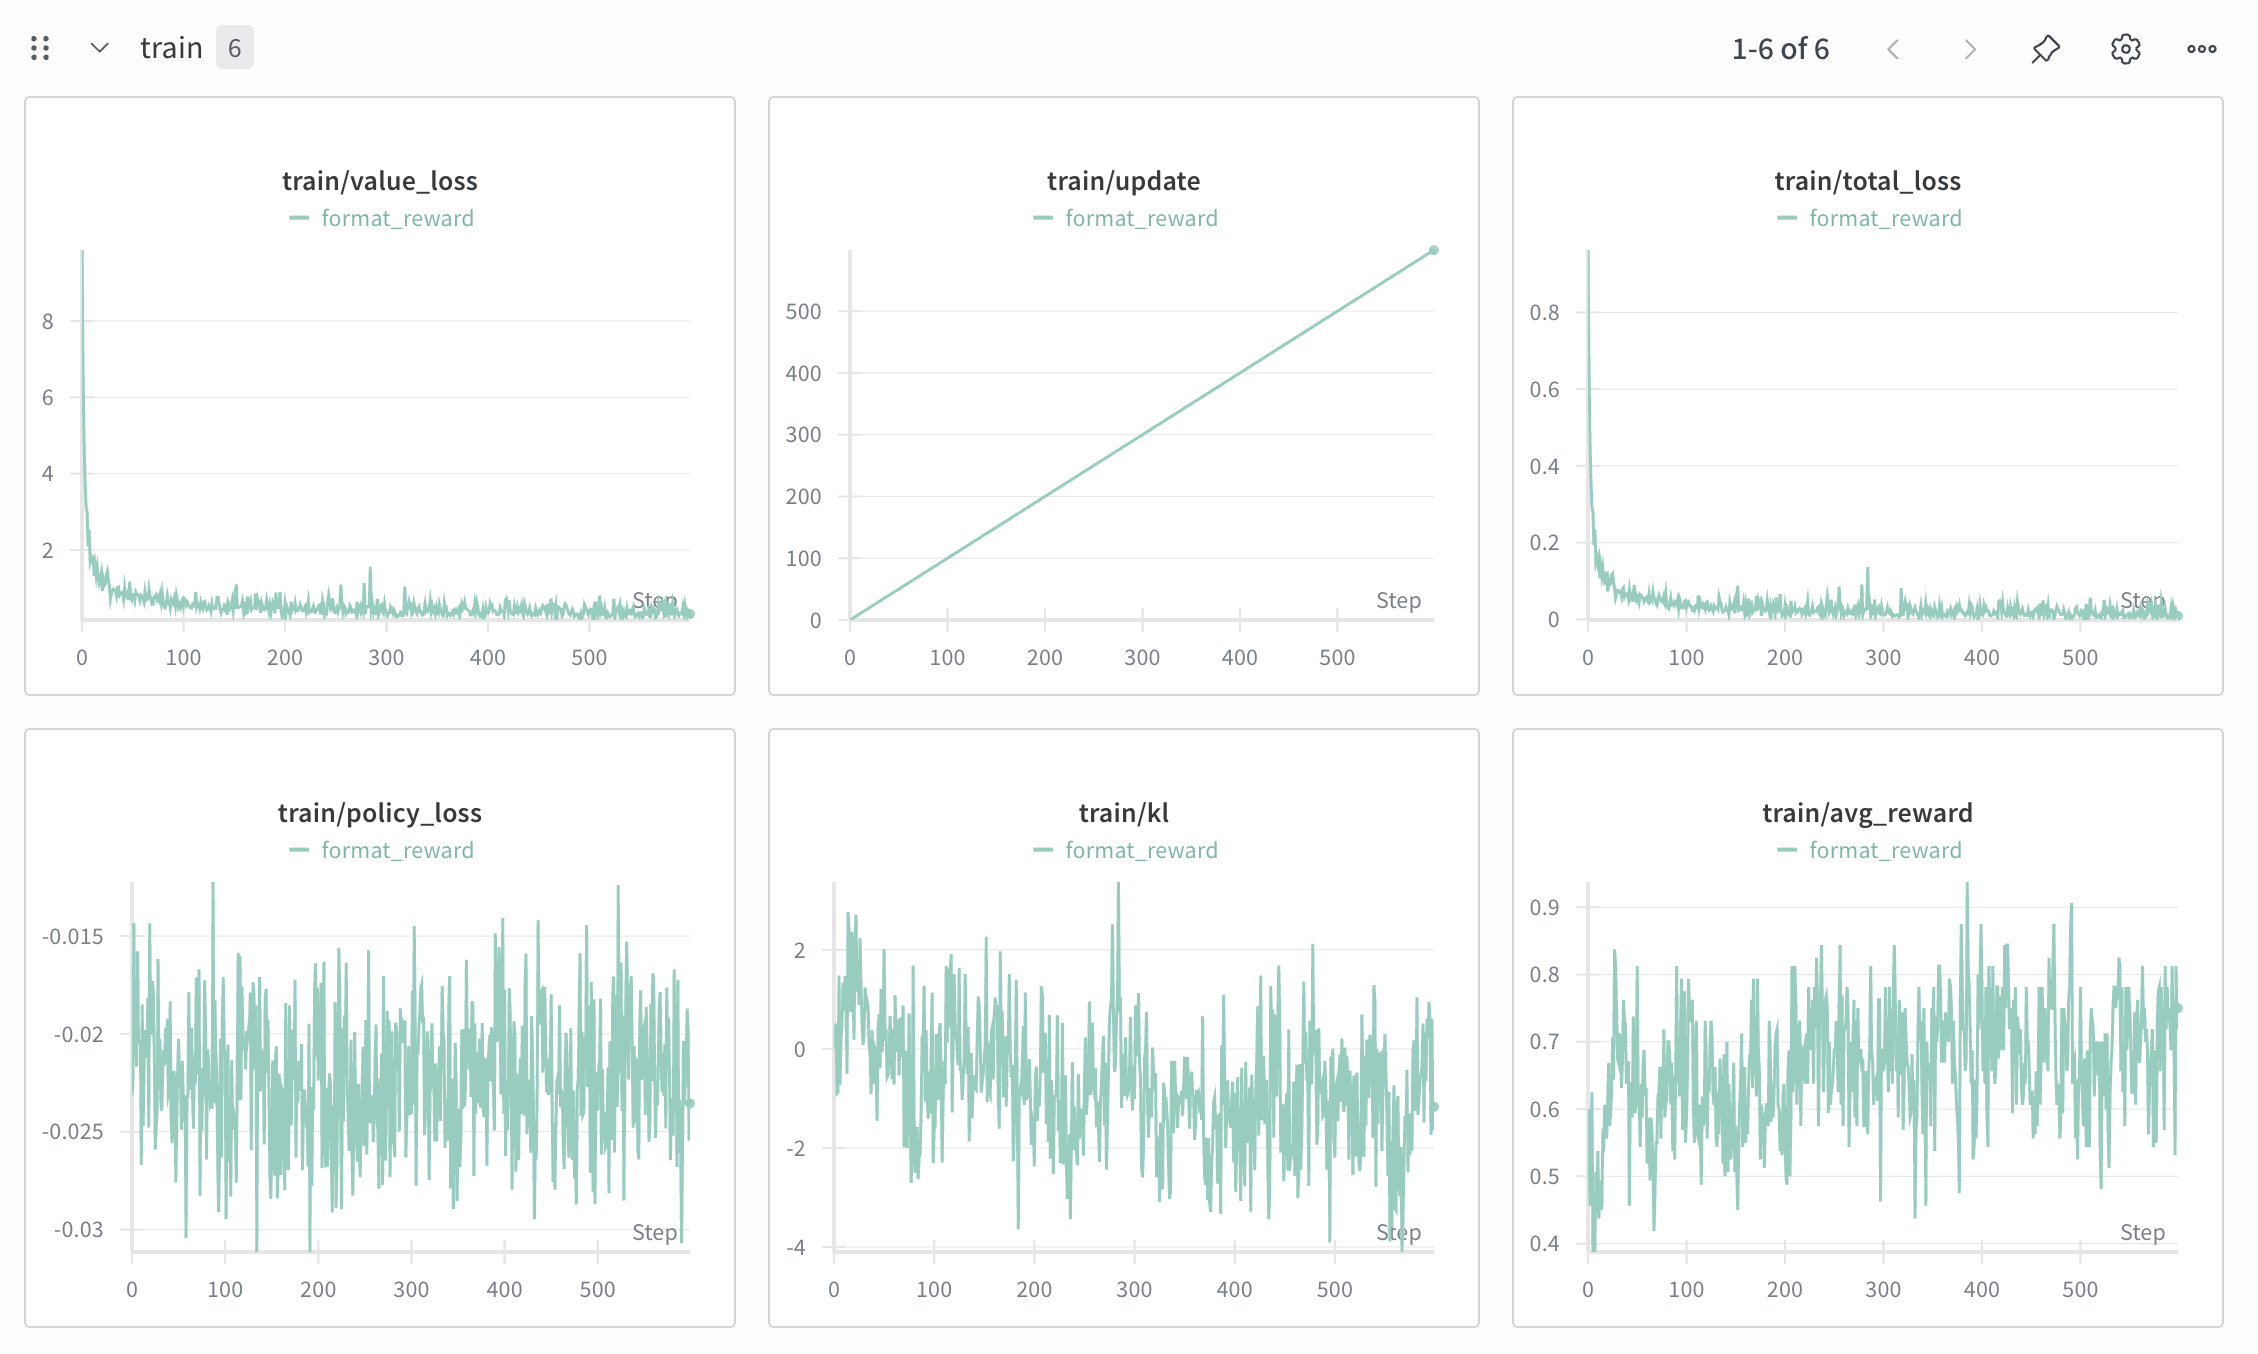 train 6
1-6 of 6
train/value_loss
format_reward
8
6
4
2
Step
0 100 200 300 400 500
train/update
format_reward
500
400
300
200
100
0
Step
0 100 200 300 400 500
train/total_loss
format_reward
0.8
0.6
0.4
0.2
0
Step
0 100 200 300 400 500
train/policy_loss
format_reward
-0.015
-0.02
-0.025
-0.03
Step
0 100 200 300 400 500
train/kl
format_reward
2
0
-2
-4
Step
0 100 200 300 400 500
train/avg_reward
format_reward
0.9
0.8
0.7
0.6
0.5
0.4
Step
0 100 200 300 400 500